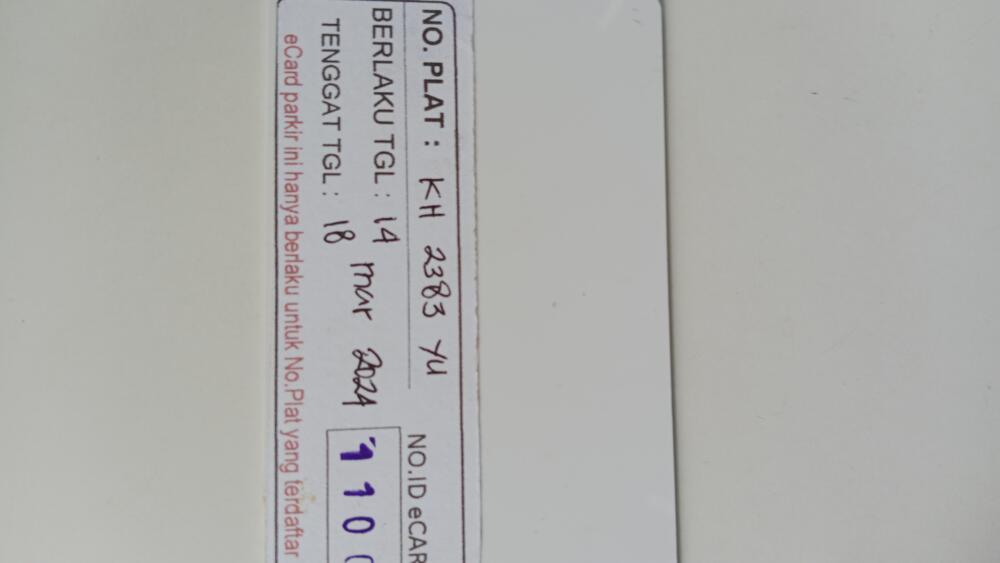 NO. PLAT : KH 2383 YU
BERLAKU TGL : 14
mar 2024
TENGGAT TGL : 18
NO.ID eCAR
110
eCard parkir ini hanya berlaku untuk No.Plat yang terdaftar